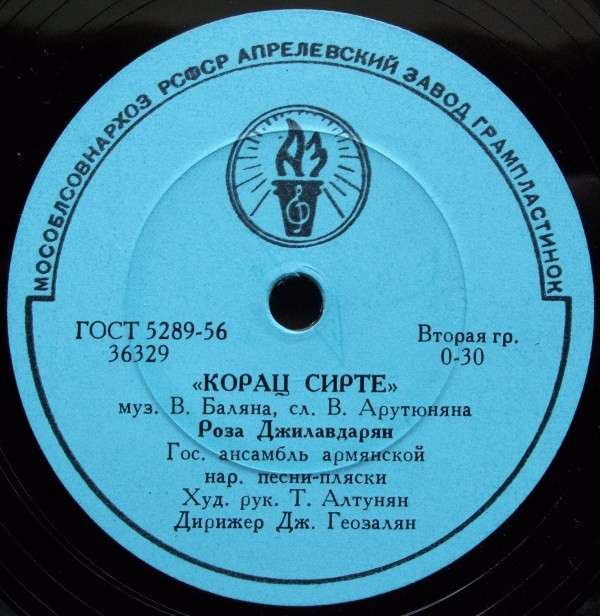 МОСОБЛСОВНАРХОЗ РСФСР АПРЕЛЕВСКИЙ ЗАВОД ГРАМПЛАСТИНОК
АЗ
ГОСТ 5289-56
36329
Вторая гр.
0-30
«КОРАЦ СИРТЕ»
муз. В. Баляна, сл. В. Арутюняна
Роза Джилавдарян
Гос. ансамбль армянской
нар. песни-пляски
Худ. рук. Т. Алтунян
Дирижер Дж. Геозалян